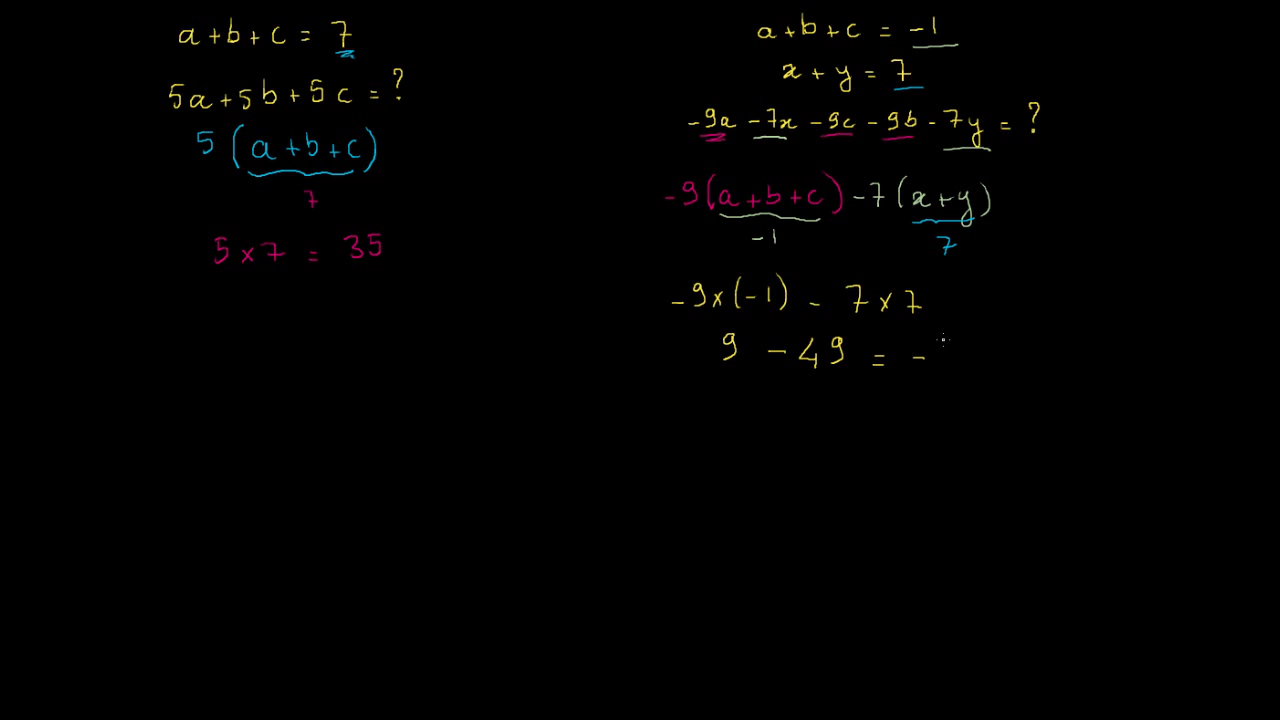 a + b + c = 7
5a + 5b + 5c = ?
5 (a + b + c)
7
5 × 7 = 35
a + b + c = -1
x + y = 7
-9a - 7x - 9c - 9b - 7y = ?
-9 (a + b + c) - 7 (x + y)
-1 7
-9 × (-1) - 7 × 7
9 - 49 = -